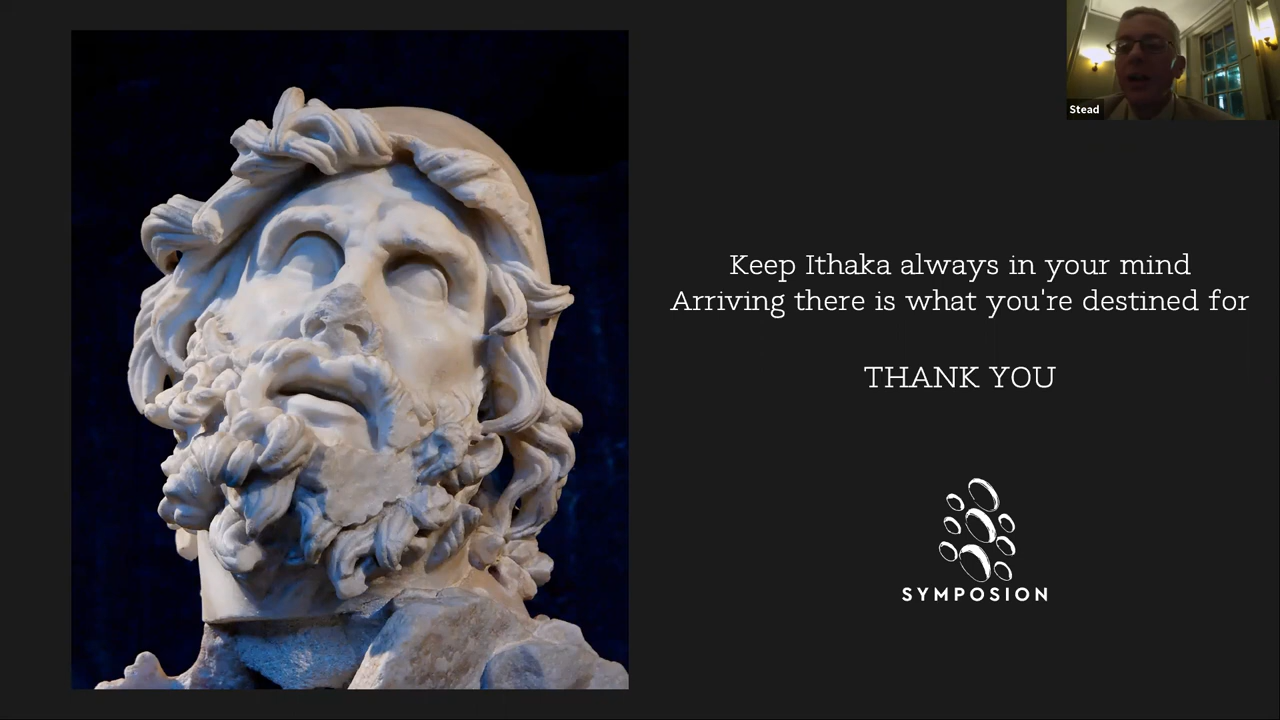 Stead
Keep Ithaka always in your mind
Arriving there is what you're destined for
THANK YOU
SYMPOSION